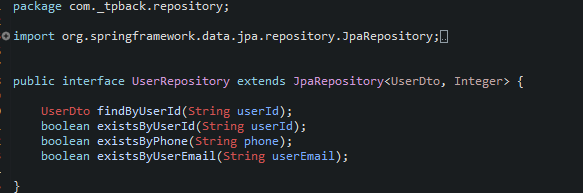 package com._tpback.repository;
import org.springframework.data.jpa.repository.JpaRepository;
public interface UserRepository extends JpaRepository<UserDto, Integer> {
UserDto findByUserId(String userId);
boolean existsByUserId(String userId);
boolean existsByPhone(String phone);
boolean existsByUserEmail(String userEmail);
}